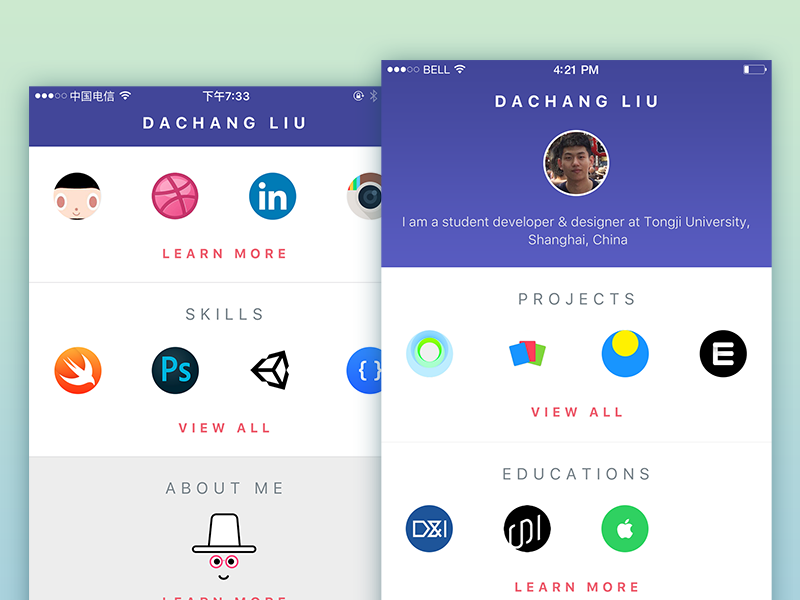 中国电信
下午7:33
DACHANG LIU
in
LEARN MORE
SKILLS
Ps
{ }
VIEW ALL
ABOUT ME
LEARN MORE
BELL
4:21 PM
DACHANG LIU
I am a student developer & designer at Tongji University,
Shanghai, China
PROJECTS
E
VIEW ALL
EDUCATIONS
D&I
LEARN MORE